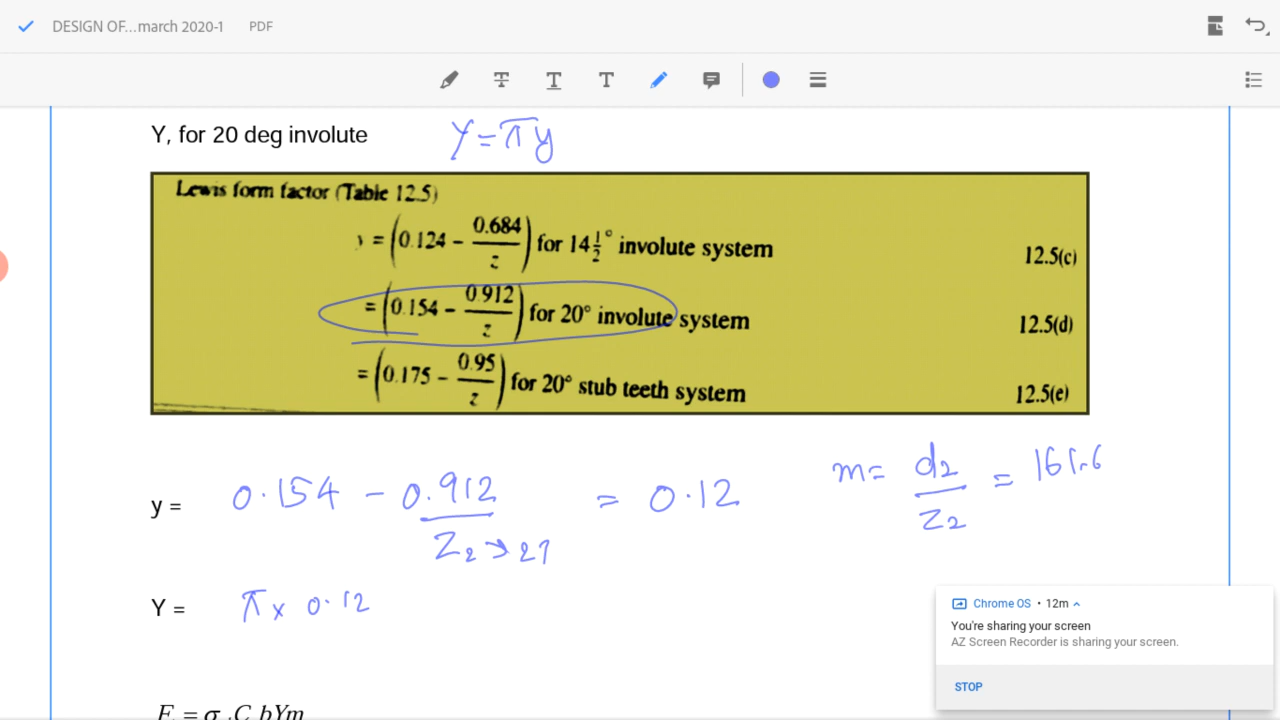 DESIGN OF...march 2020-1 PDF
Y, for 20 deg involute
Y = πy
Lewis form factor (Table 12.5)
y = (0.124 - 0.684/z) for 14 1/2° involute system 12.5(c)
= (0.154 - 0.912/z) for 20° involute system 12.5(d)
= (0.175 - 0.95/z) for 20° stub teeth system 12.5(e)
m = d2/z2 = 161.6
y = 0.154 - 0.912/Z2 → 27 = 0.12
Y = π x 0.12
Chrome OS • 12m
You're sharing your screen
AZ Screen Recorder is sharing your screen.
STOP